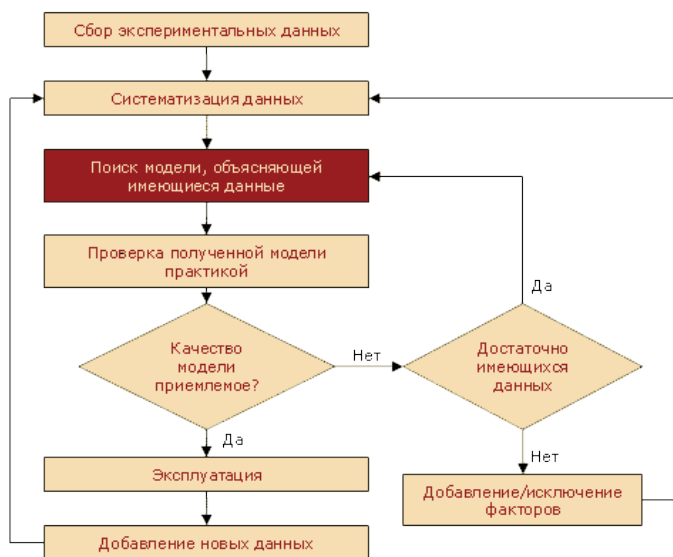 Сбор экспериментальных данных
Систематизация данных
Поиск модели, объясняющей
имеющиеся данные
Проверка полученной модели
практикой
Качество
модели
приемлемое?
Нет
Достаточно
имеющихся
данных
Да
Да
Нет
Эксплуатация
Добавление/исключение
факторов
Добавление новых данных